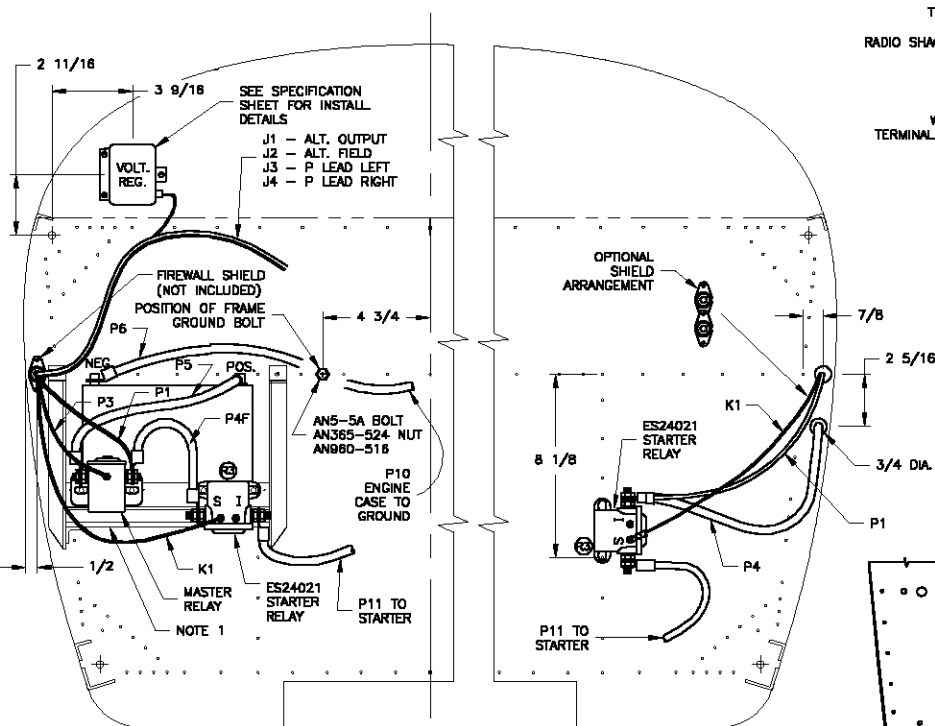 T
RADIO SHA
TERMINAL
2 11/16
3 9/16
SEE SPECIFICATION
SHEET FOR INSTALL
DETAILS
J1 - ALT. OUTPUT
J2 - ALT. FIELD
J3 - P LEAD LEFT
J4 - P LEAD RIGHT
VOLT-
REG.
FIREWALL SHIELD
(NOT INCLUDED)
POSITION OF FRAME
GROUND BOLT
4 3/4
P6
NEG.
P5
POS.
P1
P3
P4F
AN5-5A BOLT
AN365-524 NUT
AN960-516
P10
ENGINE
CASE TO
GROUND
R3
S I
1/2
K1
MASTER
RELAY
NOTE 1
ES24021
STARTER
RELAY
P11 TO
STARTER
OPTIONAL
SHIELD
ARRANGEMENT
7/8
2 5/16
K1
ES24021
STARTER
RELAY
8 1/8
3/4 DIA.
P1
S I
R3
P4
P11 TO
STARTER